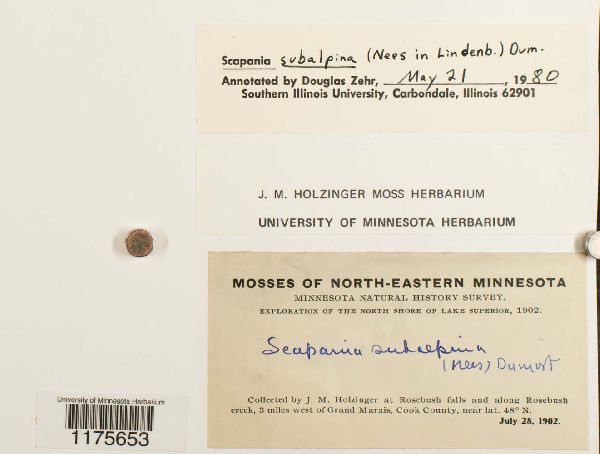 Scapania subalpina (Nees in Lindenb.) Dum.
Annotated by Douglas Zehr, May 21, 1980
Southern Illinois University, Carbondale, Illinois 62901
J. M. HOLZINGER MOSS HERBARIUM
UNIVERSITY OF MINNESOTA HERBARIUM
MOSSES OF NORTH-EASTERN MINNESOTA
MINNESOTA NATURAL HISTORY SURVEY.
EXPLORATION OF THE NORTH SHORE OF LAKE SUPERIOR, 1902.
Scapania subalpina
(Nees) Dumort
Collected by J. M. Holzinger at Rosebush falls and along Rosebush
creek, 3 miles west of Grand Marais, Cook County, near lat. 48° N.
July 28, 1902.
University of Minnesota Herbarium
1175653